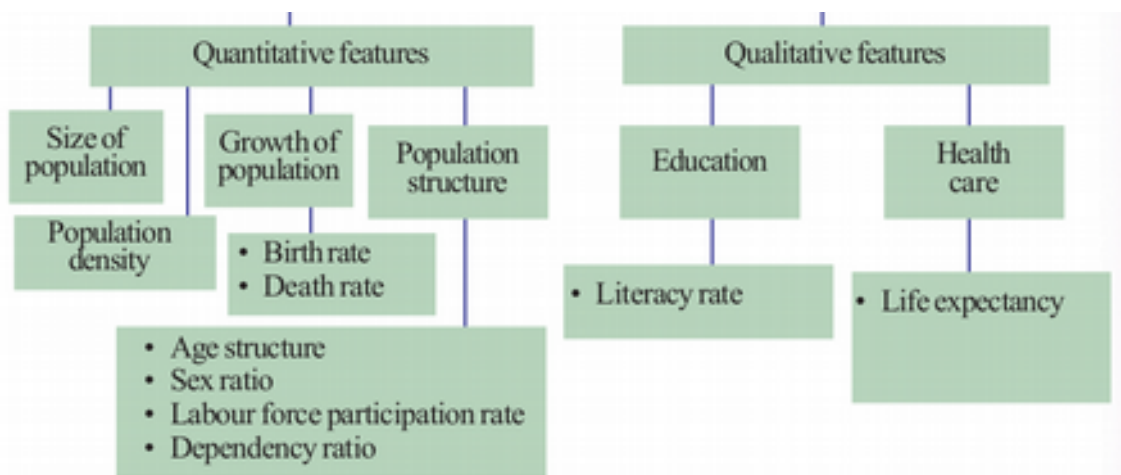 Quantitative features
Qualitative features
Size of
population
Growth of
population
Population
structure
Education
Health
care
Population
density
• Birth rate
• Death rate
• Literacy rate
• Life expectancy
• Age structure
• Sex ratio
• Labour force participation rate
• Dependency ratio